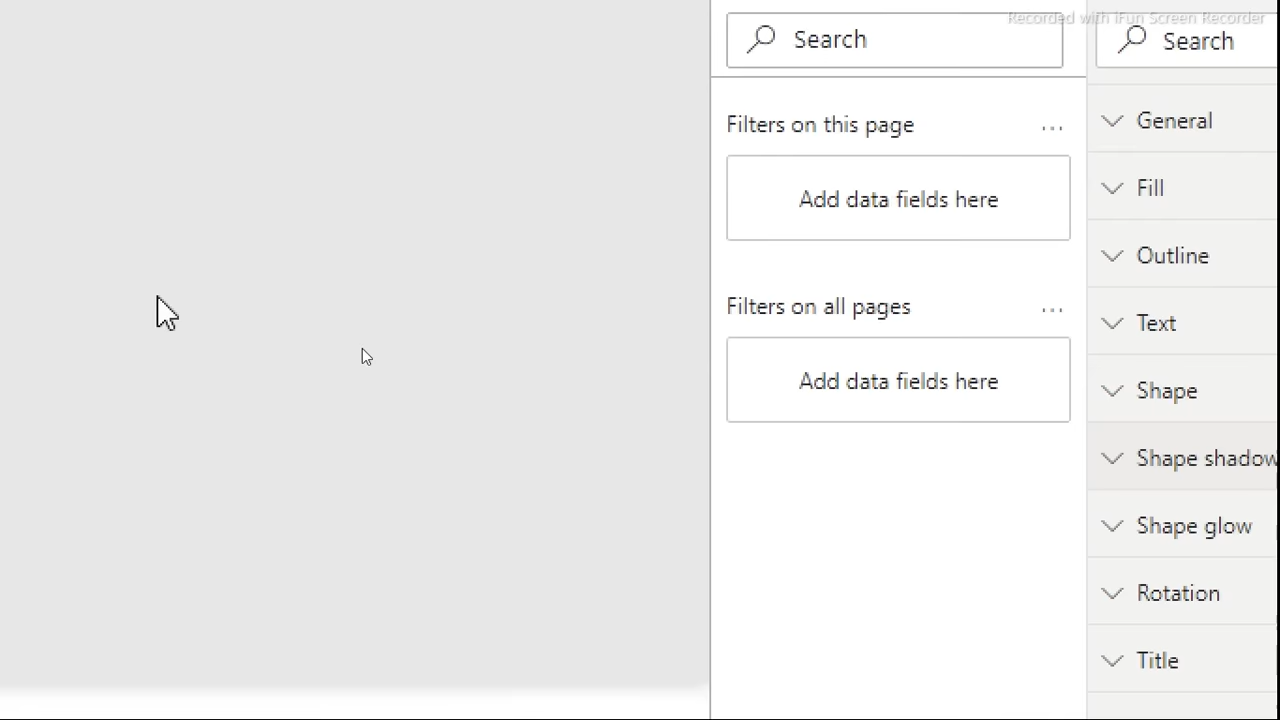 Recorded with iFun Screen Recorder
Search
Filters on this page
...
Add data fields here
Filters on all pages
...
Add data fields here
Search
General
Fill
Outline
Text
Shape
Shape shadow
Shape glow
Rotation
Title